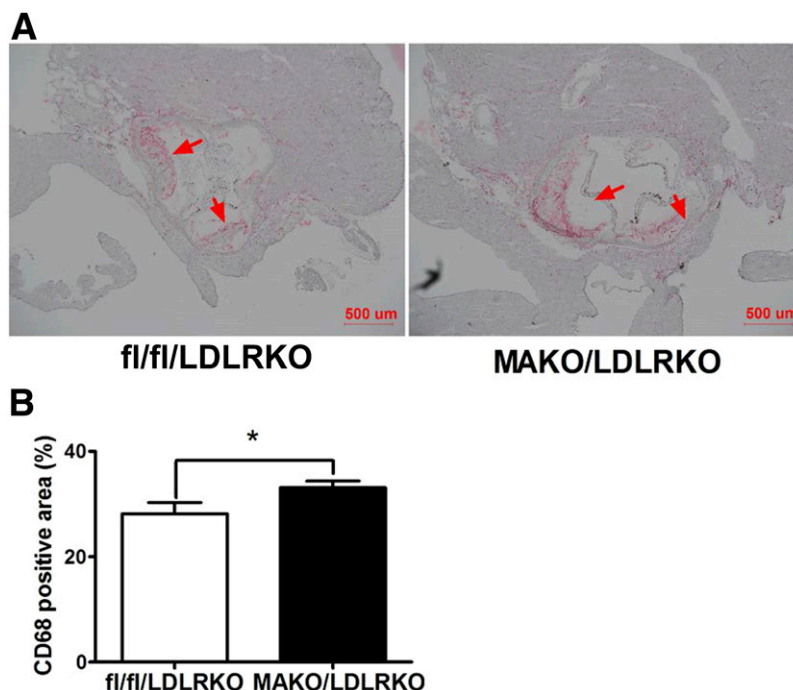 A
500 um
500 um
fl/fl/LDLRKO
MAKO/LDLRKO
B
*
CD68 positive area (%)
40
20
0
fl/fl/LDLRKO
MAKO/LDLRKO